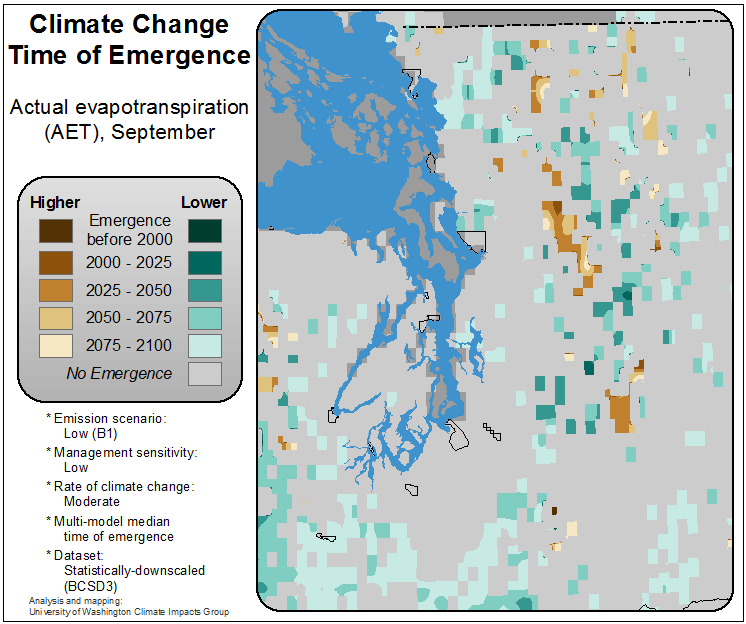 Climate Change
Time of Emergence
Actual evapotranspiration
(AET), September
Higher Lower
Emergence
before 2000
2000 - 2025
2025 - 2050
2050 - 2075
2075 - 2100
No Emergence
* Emission scenario:
Low (B1)
* Management sensitivity:
Low
* Rate of climate change:
Moderate
* Multi-model median
time of emergence
* Dataset:
Statistically-downscaled
(BCSD3)
Analysis and mapping:
University of Washington Climate Impacts Group